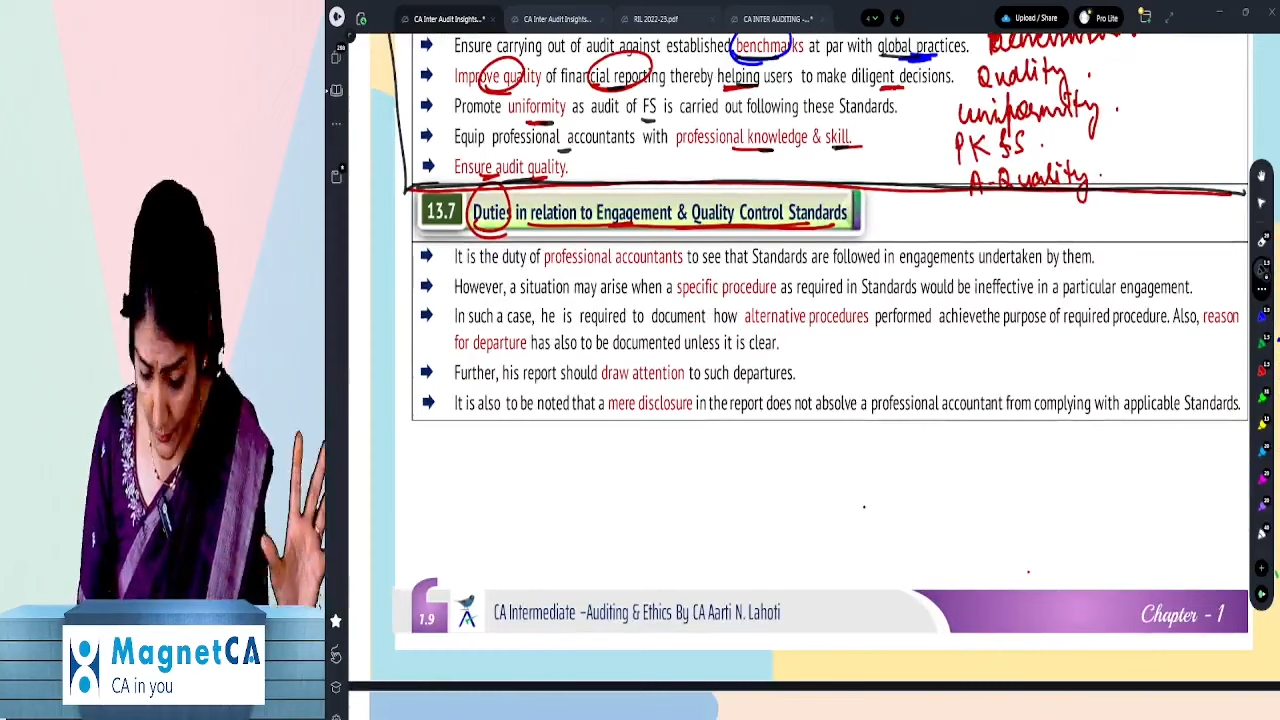 CA Inter Audit Insights...*
CA Inter Audit Insights...
RIL 2022-23.pdf
CA INTER AUDITING -...*
4
Upload / Share
Pro Lite
Ensure carrying out of audit against established benchmarks at par with global practices.
Improve quality of financial reporting thereby helping users to make diligent decisions.
Quality.
Promote uniformity as audit of FS is carried out following these Standards.
Uniformity.
Equip professional accountants with professional knowledge & skill.
PK & S.
Ensure audit quality.
A-Quality.
13.7 Duties in relation to Engagement & Quality Control Standards
It is the duty of professional accountants to see that Standards are followed in engagements undertaken by them.
However, a situation may arise when a specific procedure as required in Standards would be ineffective in a particular engagement.
In such a case, he is required to document how alternative procedures performed achievethe purpose of required procedure. Also, reason
for departure has also to be documented unless it is clear.
Further, his report should draw attention to such departures.
It is also to be noted that a mere disclosure in the report does not absolve a professional accountant from complying with applicable Standards.
1.9 CA Intermediate –Auditing & Ethics By CA Aarti N. Lahoti
Chapter - 1
MagnetCA
CA in you